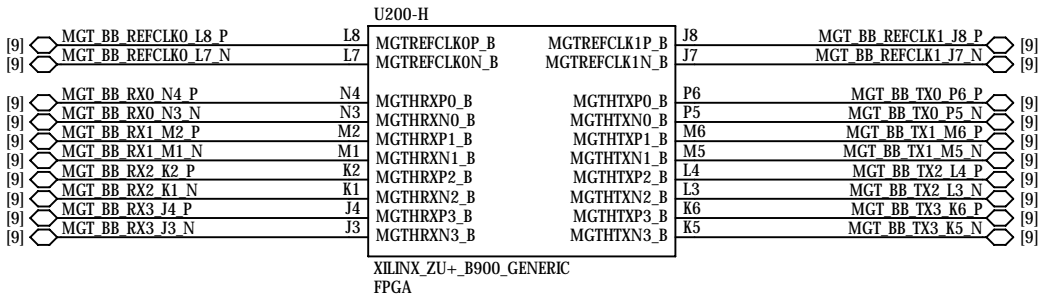 U200-H
[9] MGT_BB_REFCLK0_L8_P L8 MGTREFCLK0P_B MGTREFCLK1P_B J8 MGT_BB_REFCLK1_J8_P [9]
[9] MGT_BB_REFCLK0_L7_N L7 MGTREFCLK0N_B MGTREFCLK1N_B J7 MGT_BB_REFCLK1_J7_N [9]
[9] MGT_BB_RX0_N4_P N4 MGTHRXP0_B MGTHTXP0_B P6 MGT_BB_TX0_P6_P [9]
[9] MGT_BB_RX0_N3_N N3 MGTHRXN0_B MGTHTXN0_B P5 MGT_BB_TX0_P5_N [9]
[9] MGT_BB_RX1_M2_P M2 MGTHRXP1_B MGTHTXP1_B M6 MGT_BB_TX1_M6_P [9]
[9] MGT_BB_RX1_M1_N M1 MGTHRXN1_B MGTHTXN1_B M5 MGT_BB_TX1_M5_N [9]
[9] MGT_BB_RX2_K2_P K2 MGTHRXP2_B MGTHTXP2_B L4 MGT_BB_TX2_L4_P [9]
[9] MGT_BB_RX2_K1_N K1 MGTHRXN2_B MGTHTXN2_B L3 MGT_BB_TX2_L3_N [9]
[9] MGT_BB_RX3_J4_P J4 MGTHRXP3_B MGTHTXP3_B K6 MGT_BB_TX3_K6_P [9]
[9] MGT_BB_RX3_J3_N J3 MGTHRXN3_B MGTHTXN3_B K5 MGT_BB_TX3_K5_N [9]
XILINX_ZU+_B900_GENERIC
FPGA